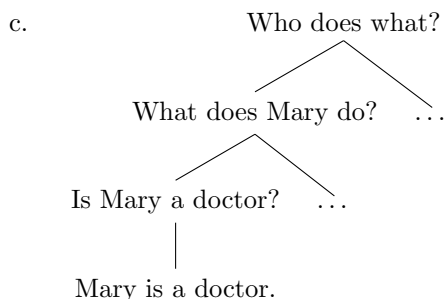 c. Who does what?
What does Mary do? ...
Is Mary a doctor? ...
Mary is a doctor.